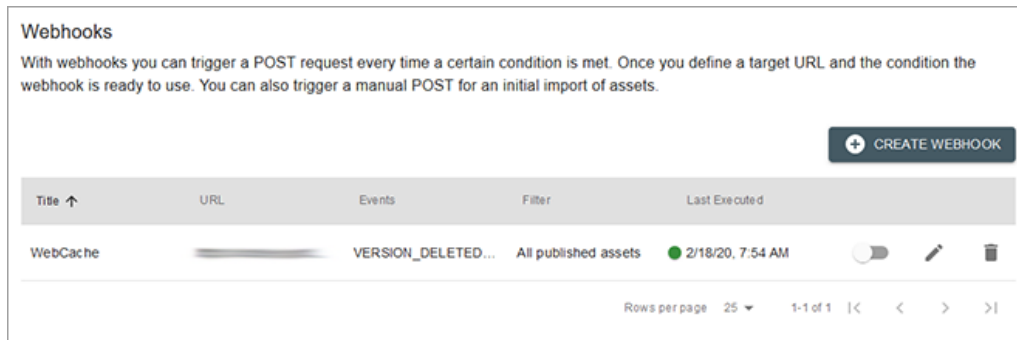 Webhooks
With webhooks you can trigger a POST request every time a certain condition is met. Once you define a target URL and the condition the
webhook is ready to use. You can also trigger a manual POST for an initial import of assets.
CREATE WEBHOOK
Title URL Events Filter Last Executed
WebCache VERSION_DELETED... All published assets 2/18/20, 7:54 AM
Rows per page 25 1-1 of 1